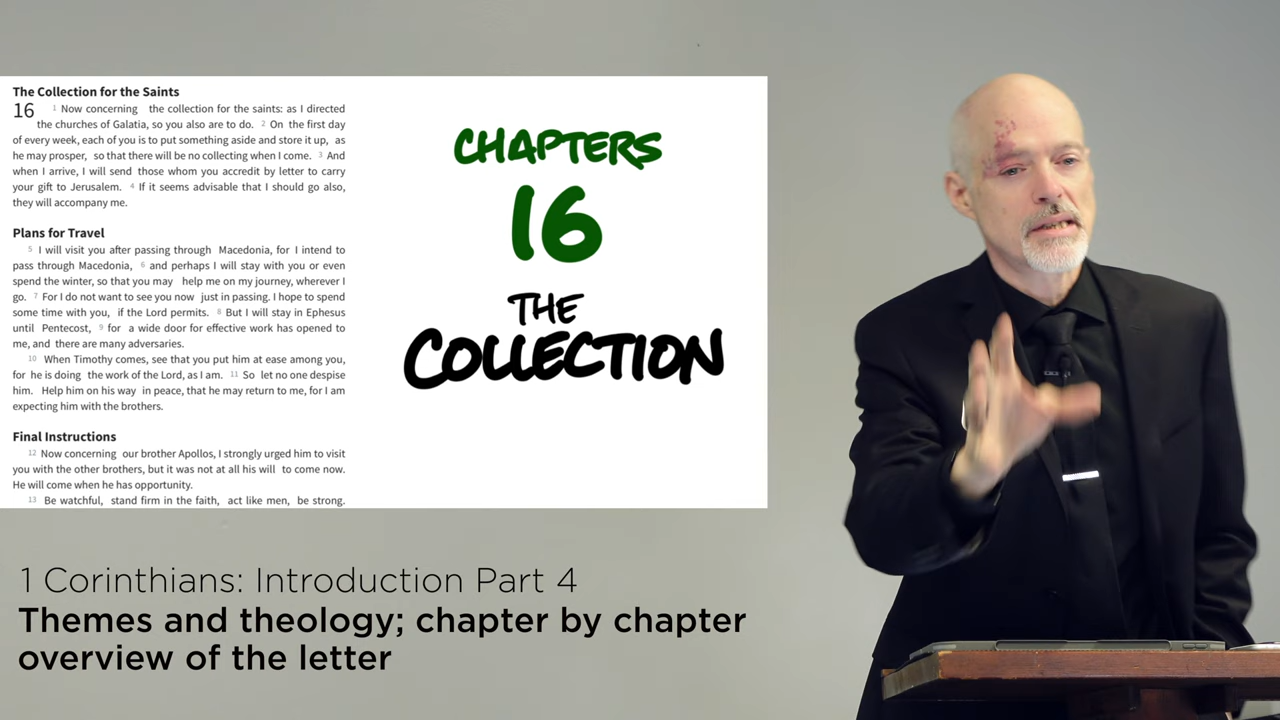 The Collection for the Saints
16 1 Now concerning the collection for the saints: as I directed
the churches of Galatia, so you also are to do. 2 On the first day
of every week, each of you is to put something aside and store it up, as
he may prosper, so that there will be no collecting when I come. 3 And
when I arrive, I will send those whom you accredit by letter to carry
your gift to Jerusalem. 4 If it seems advisable that I should go also,
they will accompany me.
Plans for Travel
5 I will visit you after passing through Macedonia, for I intend to
pass through Macedonia, 6 and perhaps I will stay with you or even
spend the winter, so that you may help me on my journey, wherever I
go. 7 For I do not want to see you now just in passing. I hope to spend
some time with you, if the Lord permits. 8 But I will stay in Ephesus
until Pentecost, 9 for a wide door for effective work has opened to
me, and there are many adversaries.
10 When Timothy comes, see that you put him at ease among you,
for he is doing the work of the Lord, as I am. 11 So let no one despise
him. Help him on his way in peace, that he may return to me, for I am
expecting him with the brothers.
Final Instructions
12 Now concerning our brother Apollos, I strongly urged him to visit
you with the other brothers, but it was not at all his will to come now.
He will come when he has opportunity.
13 Be watchful, stand firm in the faith, act like men, be strong.
CHAPTERS
16
THE
COLLECTION
1 Corinthians: Introduction Part 4
Themes and theology; chapter by chapter
overview of the letter